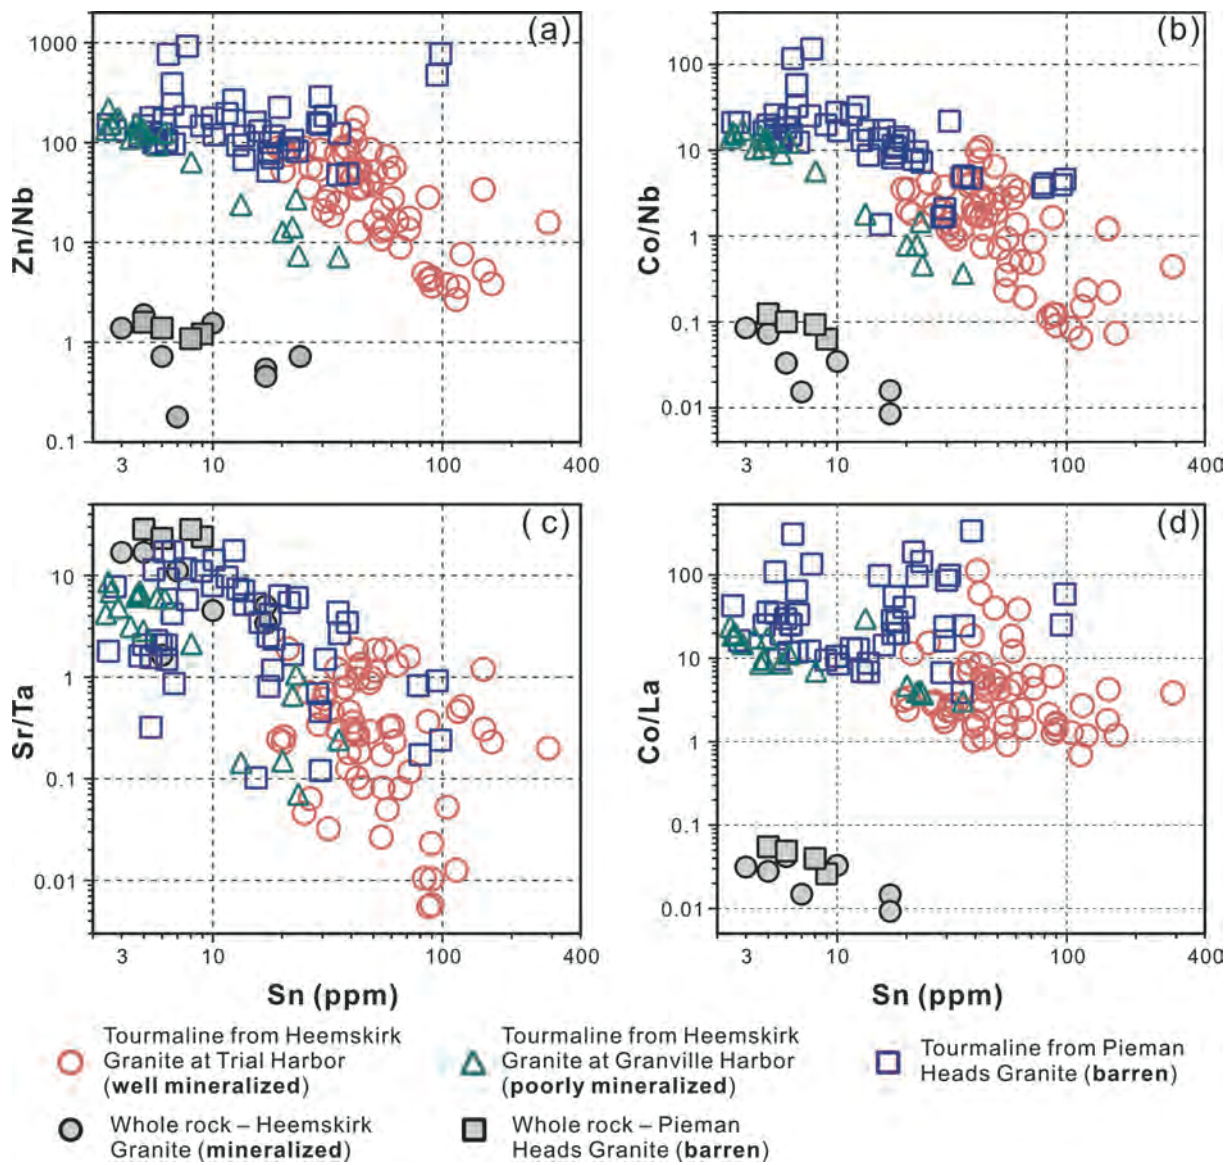 (a)
1000
100
10
1
0.1
Zn/Nb
3
10
100
400
(b)
100
10
1
0.1
0.01
Co/Nb
3
10
100
400
(c)
10
1
0.1
0.01
Sr/Ta
3
10
100
400
Sn (ppm)
(d)
100
10
1
0.1
0.01
Co/La
3
10
100
400
Sn (ppm)
Tourmaline from Heemskirk
Granite at Trial Harbor
(well mineralized)
Tourmaline from Heemskirk
Granite at Granville Harbor
(poorly mineralized)
Tourmaline from Pieman
Heads Granite (barren)
Whole rock – Heemskirk
Granite (mineralized)
Whole rock – Pieman
Heads Granite (barren)